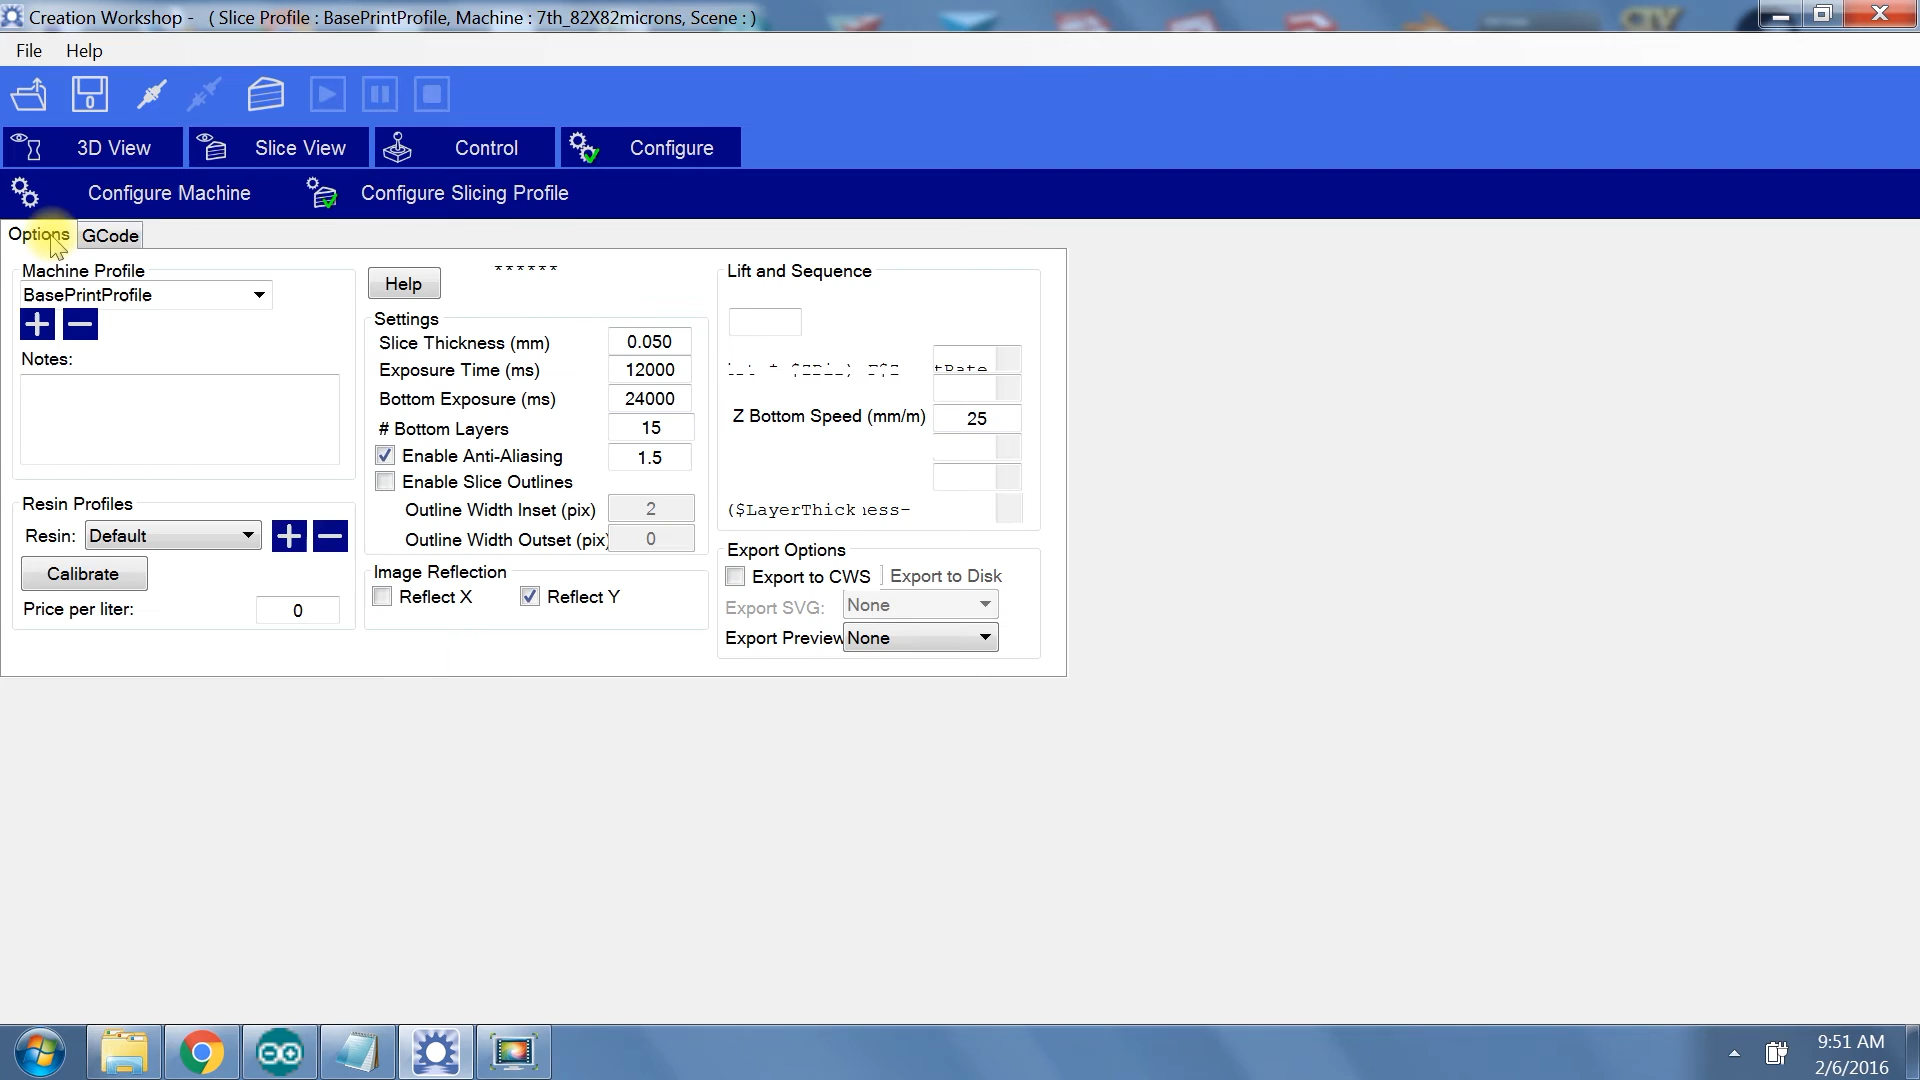 Creation Workshop -   ( Slice Profile : BasePrintProfile, Machine : 7th_82X82microns, Scene : )
File Help
3D View Slice View Control Configure
Configure Machine Configure Slicing Profile
Options GCode
Machine Profile
BasePrintProfile
Notes:
Resin Profiles
Resin: Default
Calibrate
Price per liter: 0
Help ******
Settings
Slice Thickness (mm) 0.050
Exposure Time (ms) 12000
Bottom Exposure (ms) 24000
# Bottom Layers 15
Enable Anti-Aliasing 1.5
Enable Slice Outlines
Outline Width Inset (pix) 2
Outline Width Outset (pix) 0
Image Reflection
Reflect X Reflect Y
Lift and Sequence
Z Bottom Speed (mm/m) 25
($LayerThickness-
Export Options
Export to CWS Export to Disk
Export SVG: None
Export Preview None
9:51 AM
2/6/2016